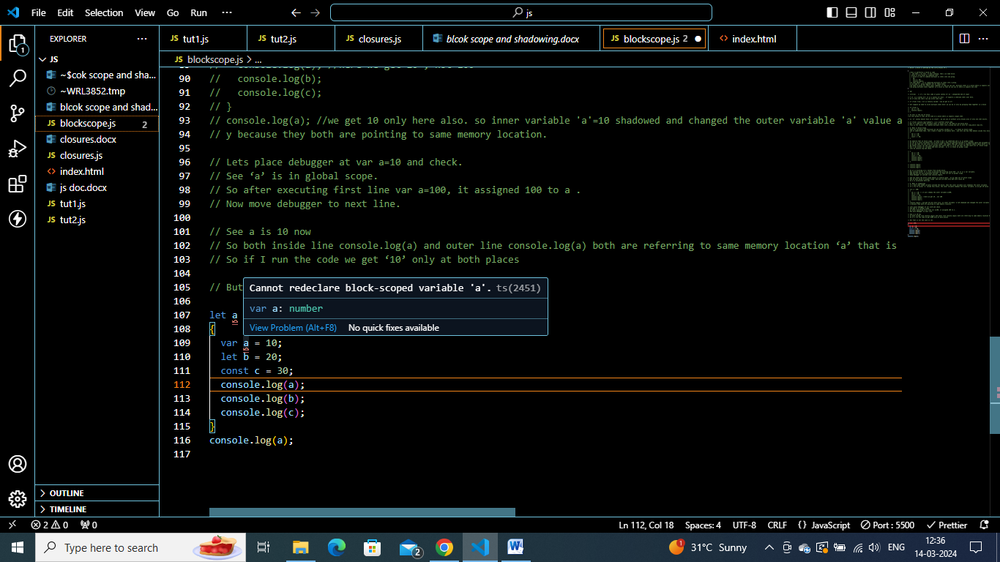 File Edit Selection View Go Run ···
js
EXPLORER ···
JS
~$cok scope and sha...
~WRL3852.tmp
blcok scope and shad...
JS blockscope.js 2
closures.docx
JS closures.js
<> index.html
js doc.docx
JS tut1.js
JS tut2.js
OUTLINE
TIMELINE
1
JS tut1.js JS tut2.js JS closures.js blcok scope and shadowing.docx JS blockscope.js 2 <> index.html ···
JS blockscope.js > ...
90 //   console.log(b);
91 //   console.log(c);
92 // }
93 // console.log(a); //we get 10 only here also. so inner variable 'a'=10 shadowed and changed the outer variable 'a' value a
94 // y because they both are pointing to same memory location.
95
96 // Lets place debugger at var a=10 and check.
97 // See ‘a’ is in global scope.
98 // So after executing first line var a=100, it assigned 100 to a .
99 // Now move debugger to next line.
100
101 // See a is 10 now
102 // So both inside line console.log(a) and outer line console.log(a) both are referring to same memory location ‘a’ that is
103 // So if I run the code we get ‘10’ only at both places
104
105 // But
106
Cannot redeclare block-scoped variable 'a'. ts(2451)
var a: number
View Problem (Alt+F8) No quick fixes available
107 let a
108 {
109   var a = 10;
110   let b = 20;
111   const c = 30;
112   console.log(a);
113   console.log(b);
114   console.log(c);
115 }
116 console.log(a);
117
2 0 0 Ln 112, Col 18 Spaces: 4 UTF-8 CRLF {} JavaScript Port : 5500 Prettier
Type here to search 2 1 31°C Sunny ENG 12:36
14-03-2024